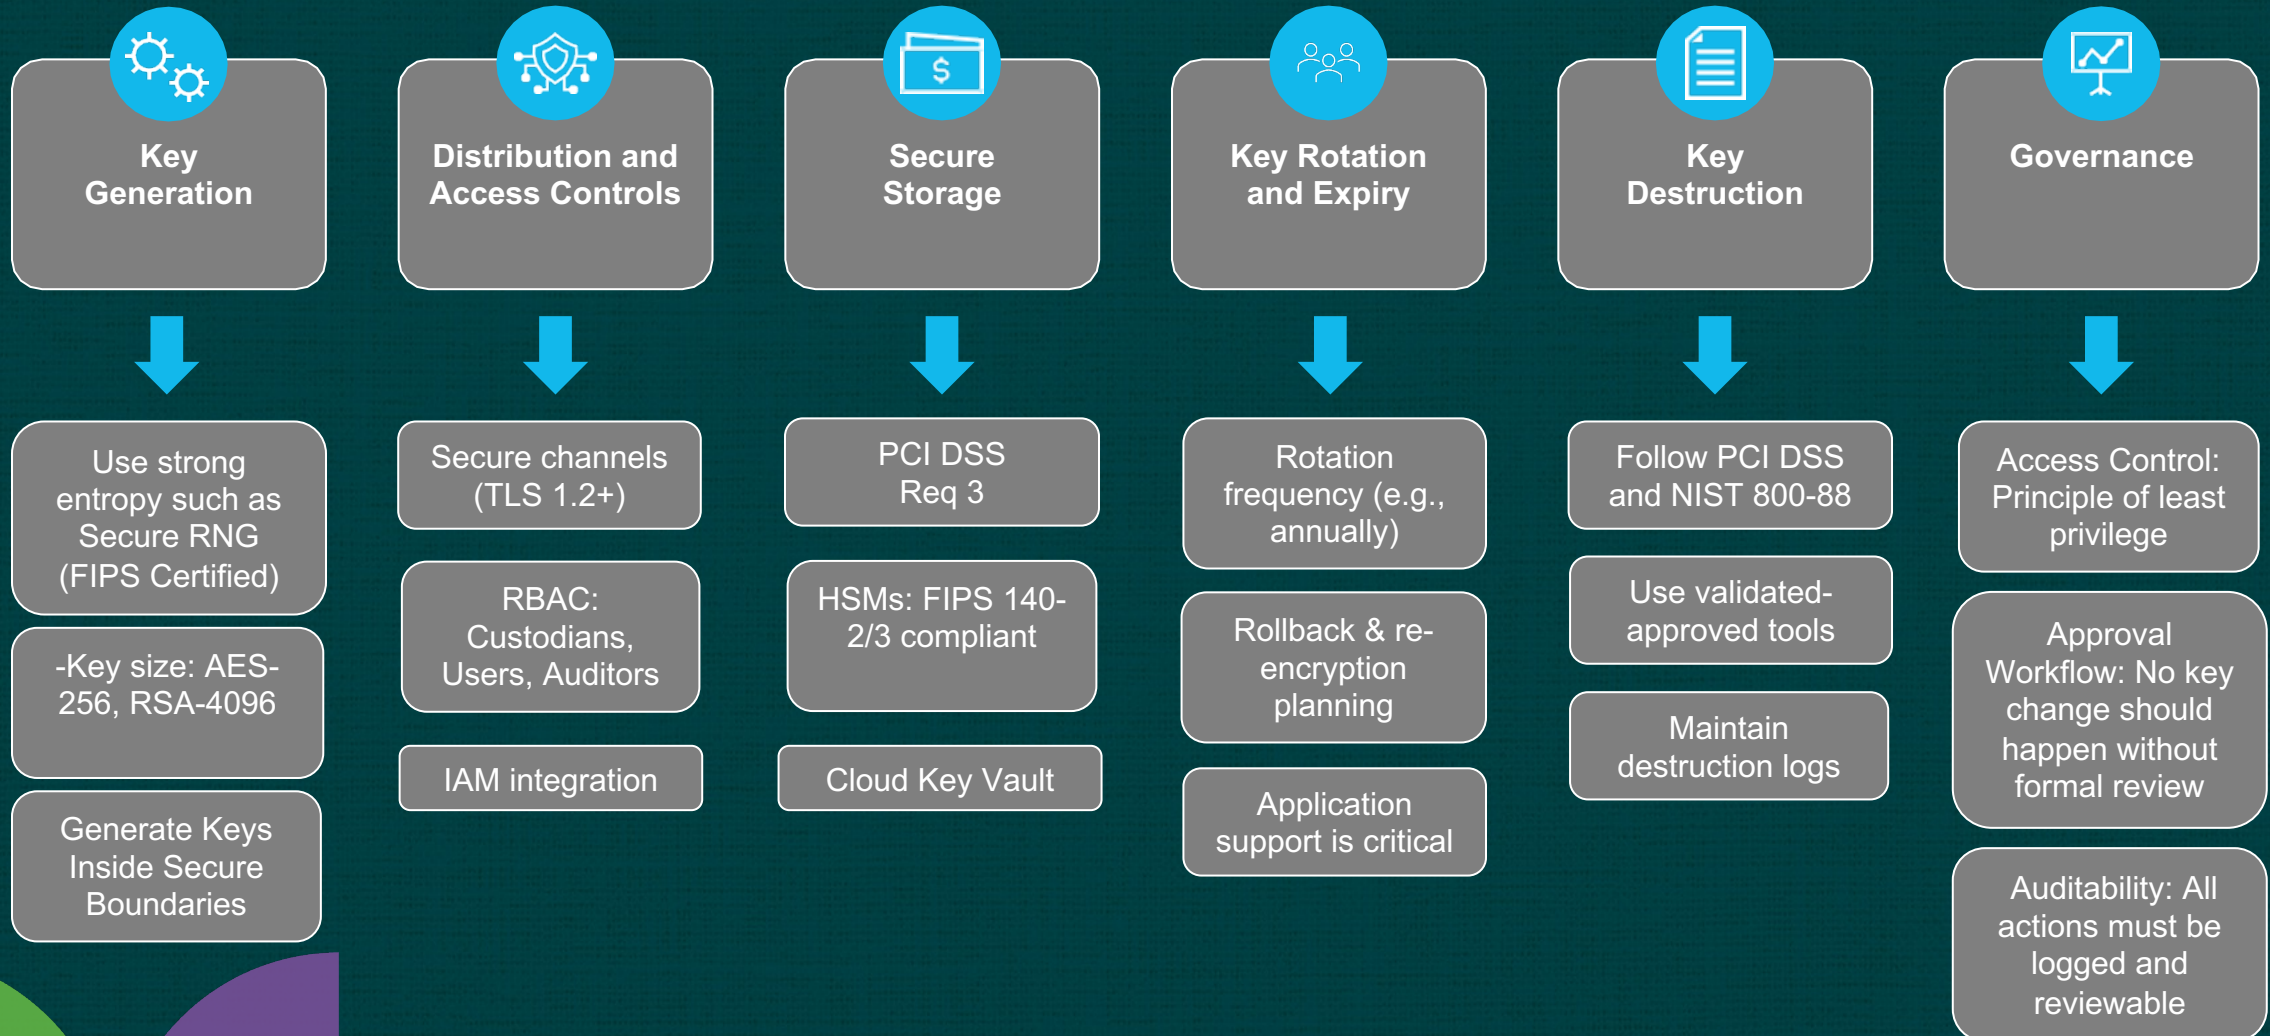 Key
Generation
Distribution and
Access Controls
Secure
Storage
$
Key Rotation
and Expiry
Key
Destruction
Governance
Use strong
entropy such as
Secure RNG
(FIPS Certified)
-Key size: AES-
256, RSA-4096
Generate Keys
Inside Secure
Boundaries
Secure channels
(TLS 1.2+)
RBAC:
Custodians,
Users, Auditors
IAM integration
PCI DSS
Req 3
HSMs: FIPS 140-
2/3 compliant
Cloud Key Vault
Rotation
frequency (e.g.,
annually)
Rollback & re-
encryption
planning
Application
support is critical
Follow PCI DSS
and NIST 800-88
Use validated-
approved tools
Maintain
destruction logs
Access Control:
Principle of least
privilege
Approval
Workflow: No key
change should
happen without
formal review
Auditability: All
actions must be
logged and
reviewable